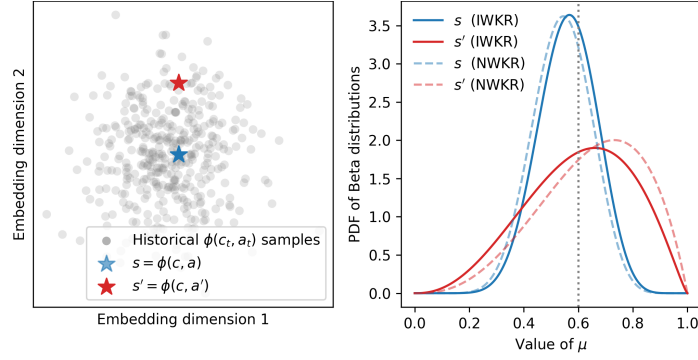 Embedding dimension 2
Historical ϕ(cₜ, aₜ) samples
s = ϕ(c, a)
s′ = ϕ(c, a′)
Embedding dimension 1
PDF of Beta distributions
3.5
3.0
2.5
2.0
1.5
1.0
0.5
0.0
s (IWKR)
s′ (IWKR)
s (NWKR)
s′ (NWKR)
0.0 0.2 0.4 0.6 0.8 1.0
Value of μ